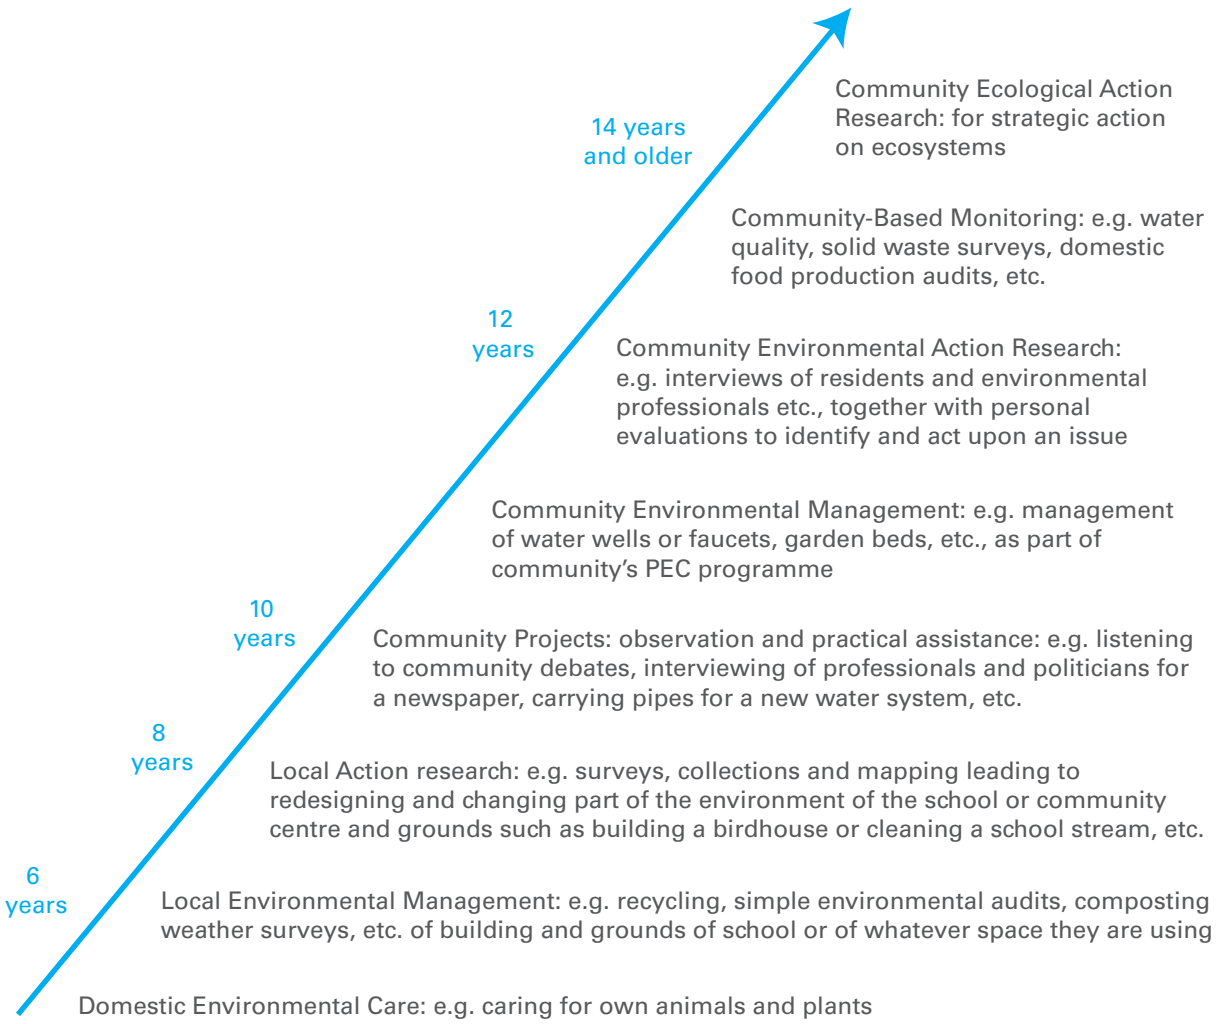 Community Ecological Action
Research: for strategic action
on ecosystems
14 years
and older
Community-Based Monitoring: e.g. water
quality, solid waste surveys, domestic
food production audits, etc.
12
years
Community Environmental Action Research:
e.g. interviews of residents and environmental
professionals etc., together with personal
evaluations to identify and act upon an issue
Community Environmental Management: e.g. management
of water wells or faucets, garden beds, etc., as part of
community's PEC programme
10
years
Community Projects: observation and practical assistance: e.g. listening
to community debates, interviewing of professionals and politicians for
a newspaper, carrying pipes for a new water system, etc.
8
years
Local Action research: e.g. surveys, collections and mapping leading to
redesigning and changing part of the environment of the school or community
centre and grounds such as building a birdhouse or cleaning a school stream, etc.
6
years
Local Environmental Management: e.g. recycling, simple environmental audits, composting
weather surveys, etc. of building and grounds of school or of whatever space they are using
Domestic Environmental Care: e.g. caring for own animals and plants